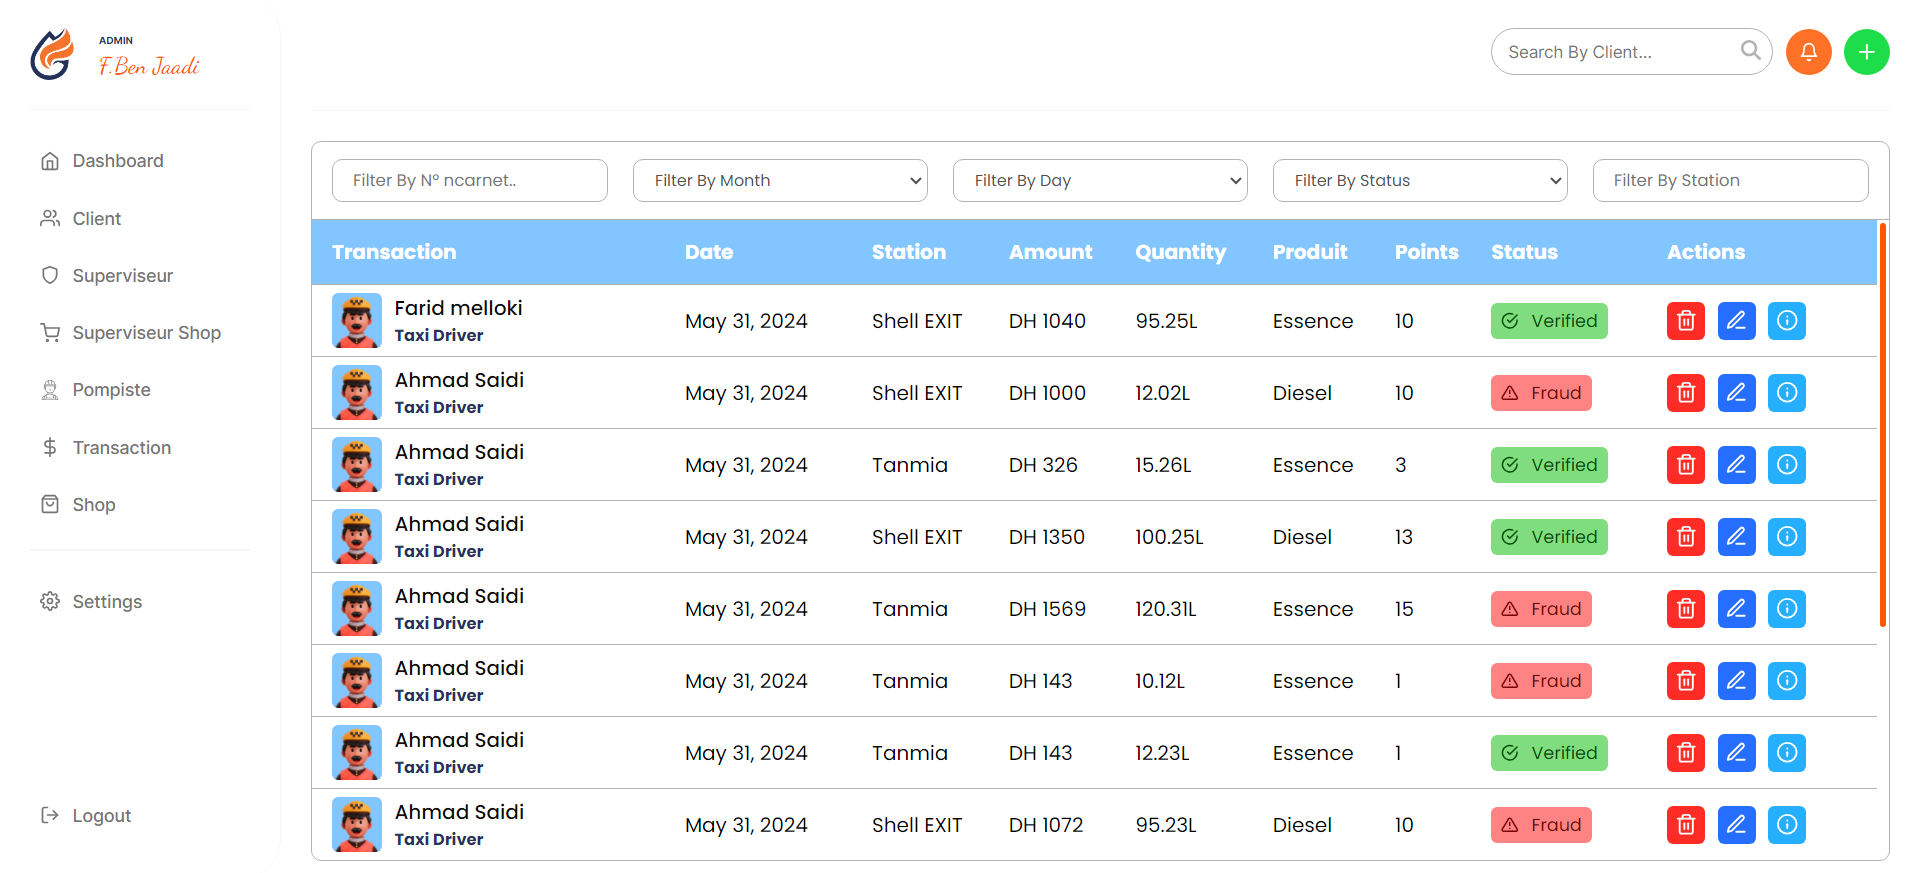 ADMIN
F.Ben Jaadi
Search By Client...
Dashboard
Client
Superviseur
Superviseur Shop
Pompiste
Transaction
Shop
Settings
Logout
Filter By N° ncarnet.. Filter By Month Filter By Day Filter By Status Filter By Station
Transaction Date Station Amount Quantity Produit Points Status Actions
Farid melloki
Taxi Driver
May 31, 2024 Shell EXIT DH 1040 95.25L Essence 10 Verified
Ahmad Saidi
Taxi Driver
May 31, 2024 Shell EXIT DH 1000 12.02L Diesel 10 Fraud
Ahmad Saidi
Taxi Driver
May 31, 2024 Tanmia DH 326 15.26L Essence 3 Verified
Ahmad Saidi
Taxi Driver
May 31, 2024 Shell EXIT DH 1350 100.25L Diesel 13 Verified
Ahmad Saidi
Taxi Driver
May 31, 2024 Tanmia DH 1569 120.31L Essence 15 Fraud
Ahmad Saidi
Taxi Driver
May 31, 2024 Tanmia DH 143 10.12L Essence 1 Fraud
Ahmad Saidi
Taxi Driver
May 31, 2024 Tanmia DH 143 12.23L Essence 1 Verified
Ahmad Saidi
Taxi Driver
May 31, 2024 Shell EXIT DH 1072 95.23L Diesel 10 Fraud